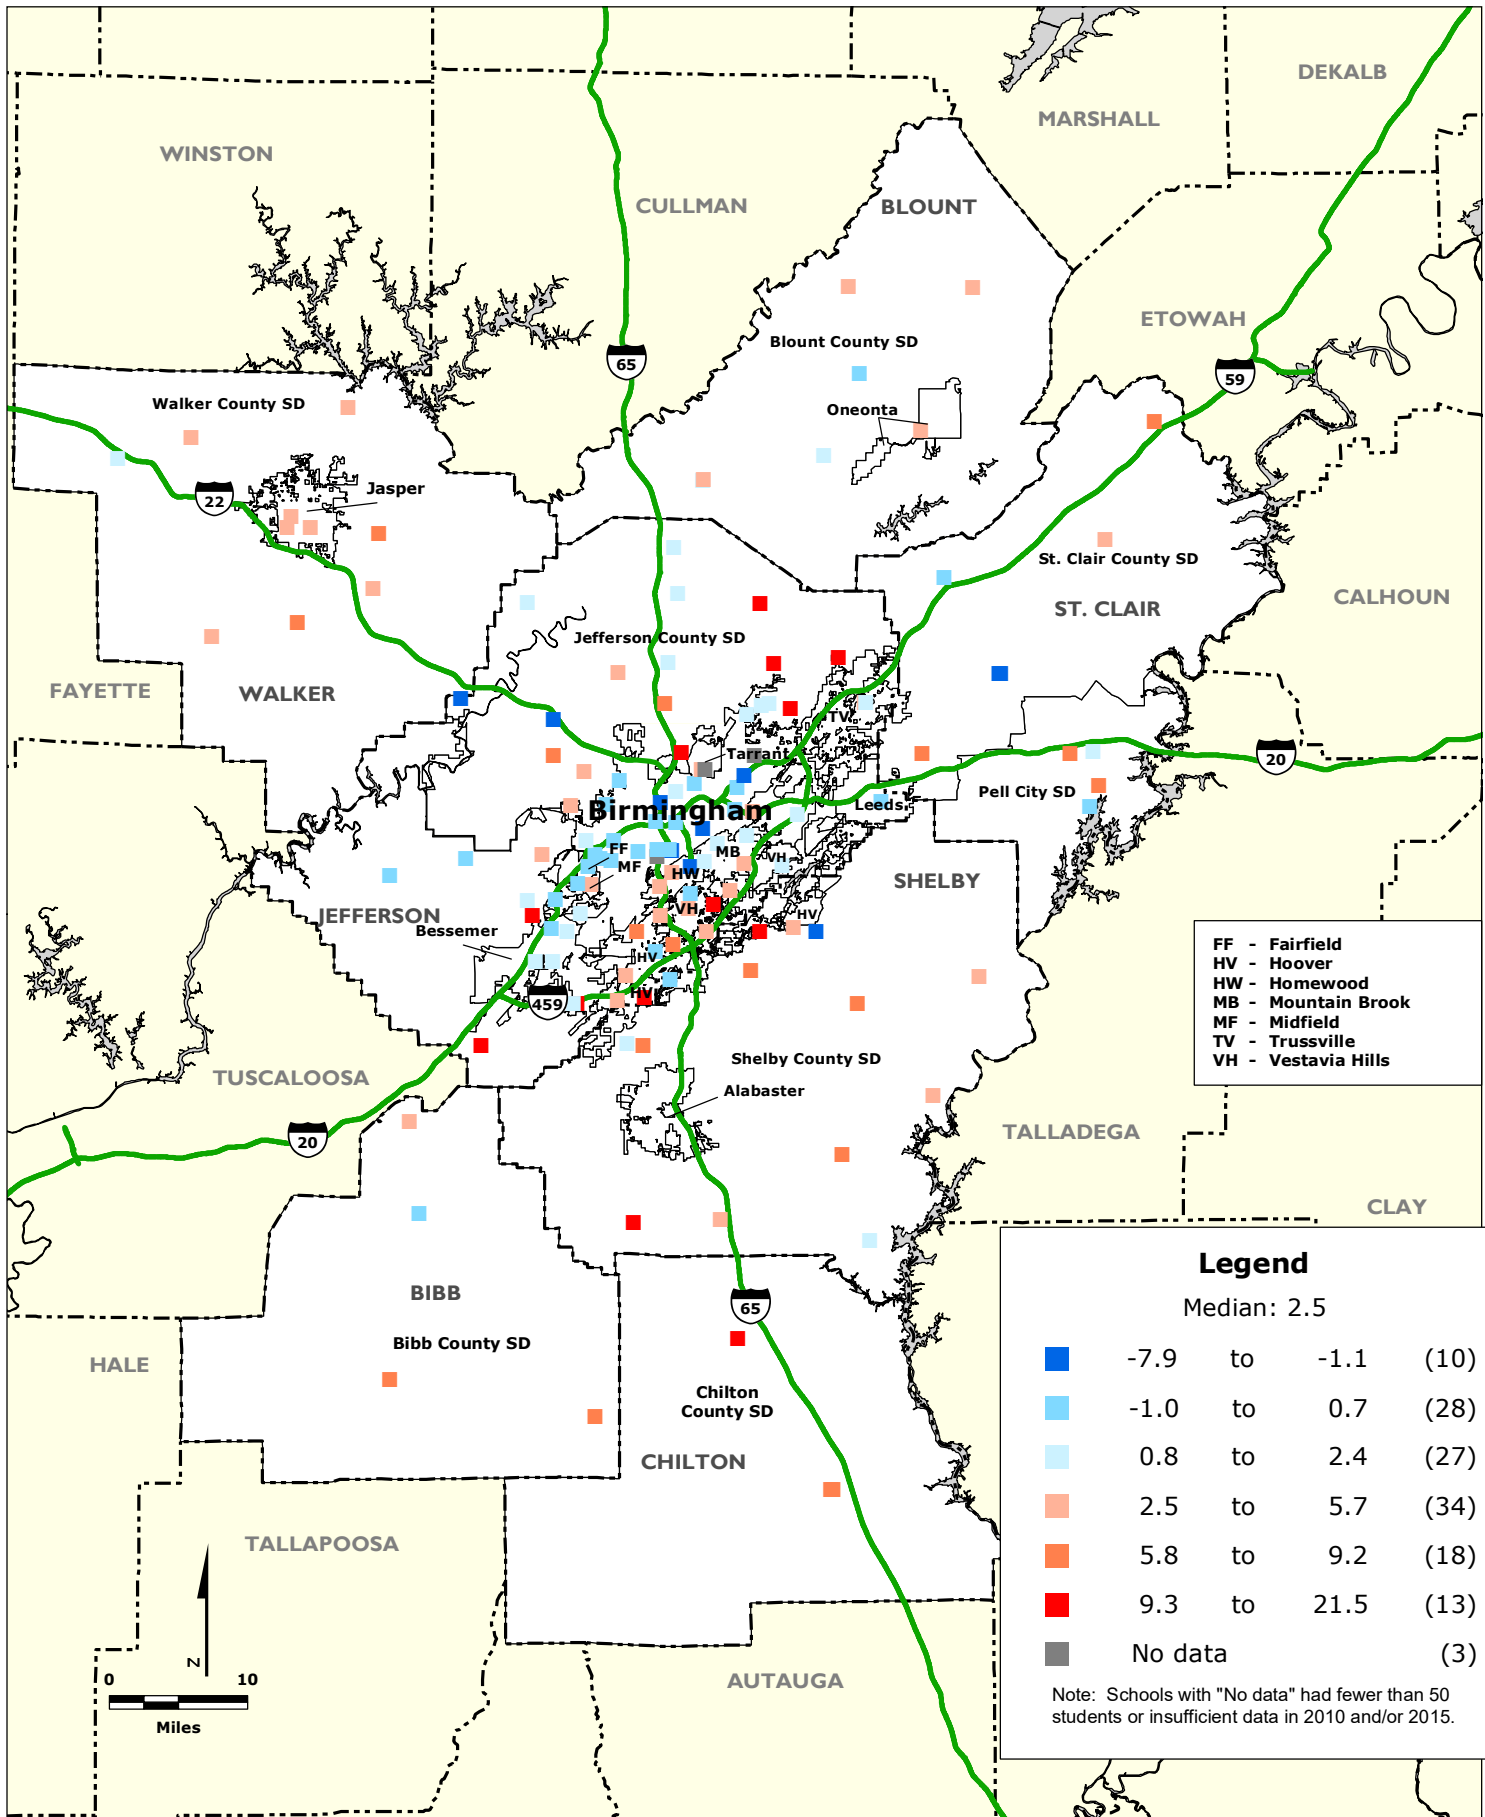 DEKALB
MARSHALL
WINSTON
CULLMAN
BLOUNT
ETOWAH
Blount County SD
65
59
Walker County SD
Oneonta
Jasper
22
St. Clair County SD
CALHOUN
ST. CLAIR
Jefferson County SD
FAYETTE
WALKER
TV
Tarrant
20
Pell City SD
Leeds
Birmingham
FF
MB
VH
MF
HW
SHELBY
VH
HV
JEFFERSON
Bessemer
HV
HV
459
FF - Fairfield
HV - Hoover
HW - Homewood
MB - Mountain Brook
MF - Midfield
TV - Trussville
VH - Vestavia Hills
Shelby County SD
TUSCALOOSA
Alabaster
20
TALLADEGA
CLAY
BIBB
65
Bibb County SD
HALE
Chilton
County SD
CHILTON
TALLAPOOSA
AUTAUGA
N
0 10
Miles
Legend
Median: 2.5
-7.9 to -1.1 (10)
-1.0 to 0.7 (28)
0.8 to 2.4 (27)
2.5 to 5.7 (34)
5.8 to 9.2 (18)
9.3 to 21.5 (13)
No data (3)
Note: Schools with "No data" had fewer than 50
students or insufficient data in 2010 and/or 2015.